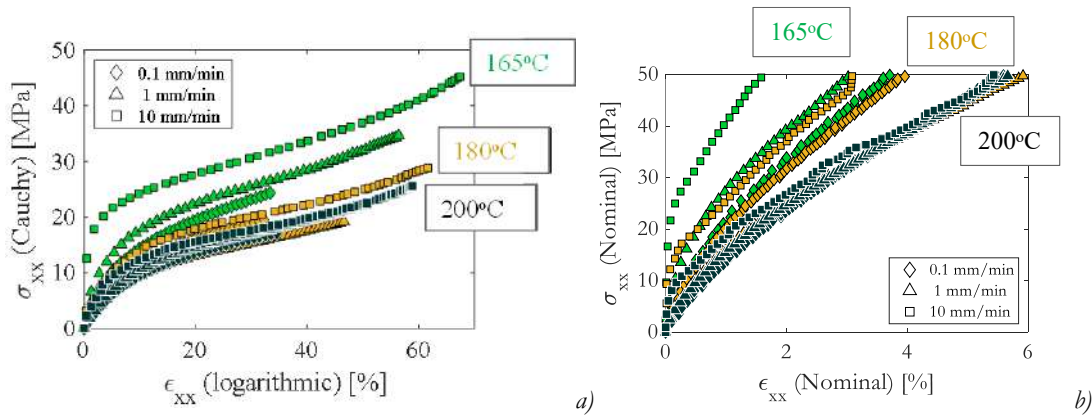 50
40
30
20
10
0
σxx (Cauchy) [MPa]
0.1 mm/min
1 mm/min
10 mm/min
165°C
180°C
200°C
0 20 40 60
ϵxx (logarithmic) [%]
a)
165°C
180°C
50
40
30
20
10
0
σxx (Nominal) [MPa]
200°C
0.1 mm/min
1 mm/min
10 mm/min
0 2 4 6
ϵxx (Nominal) [%]
b)